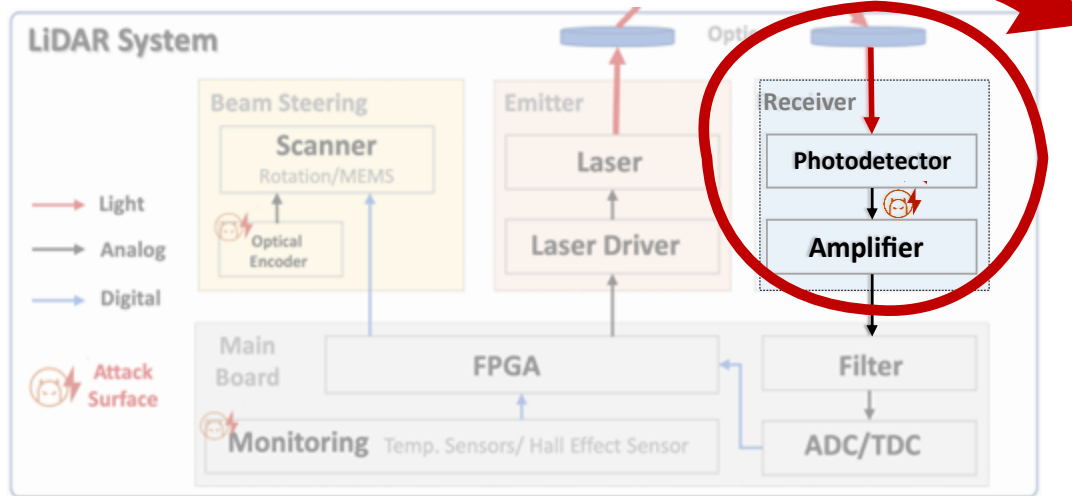 LiDAR System
Beam Steering
Scanner
Rotation/MEMS
Optical
Encoder
Emitter
Laser
Laser Driver
Receiver
Photodetector
Amplifier
Light
Analog
Digital
Attack
Surface
Main
Board
FPGA
Filter
Monitoring Temp. Sensors/ Hall Effect Sensor
ADC/TDC